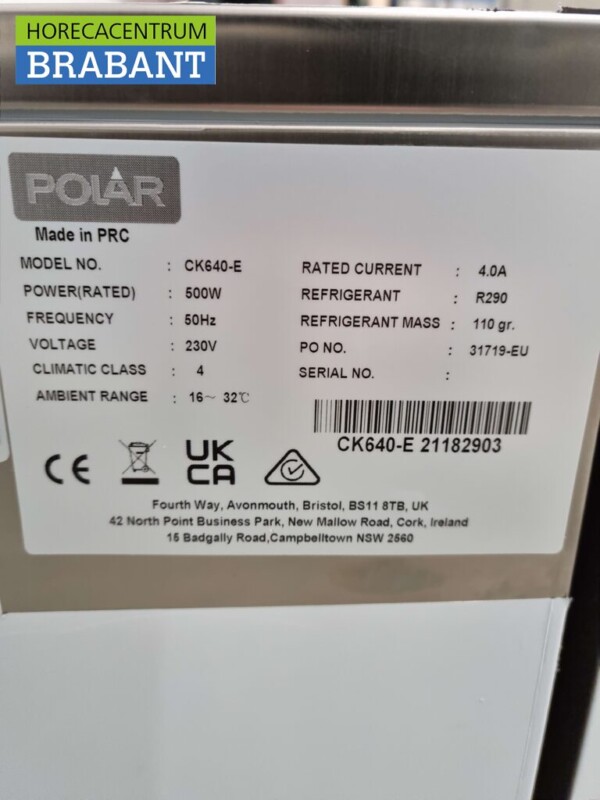 HORECACENTRUM
BRABANT
POLAR
Made in PRC
MODEL NO. : CK640-E
POWER(RATED) : 500W
FREQUENCY : 50Hz
VOLTAGE : 230V
CLIMATIC CLASS : 4
AMBIENT RANGE : 16～ 32℃
RATED CURRENT : 4.0A
REFRIGERANT : R290
REFRIGERANT MASS : 110 gr.
PO NO. : 31719-EU
SERIAL NO. :
CK640-E 21182903
CE
UK
CA
Fourth Way, Avonmouth, Bristol, BS11 8TB, UK
42 North Point Business Park, New Mallow Road, Cork, Ireland
15 Badgally Road,Campbelltown NSW 2560